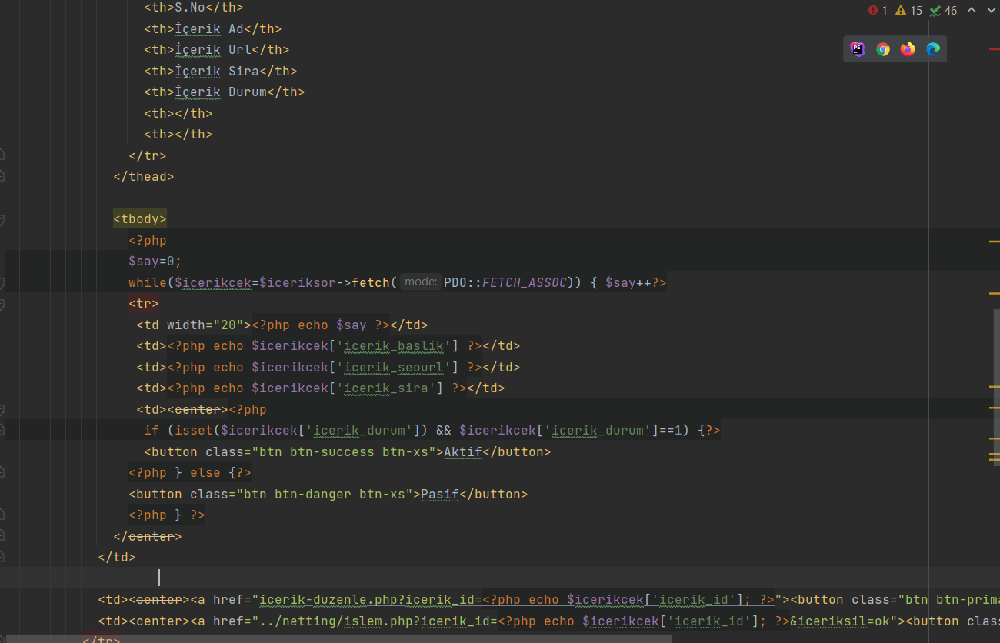 <th>S.No</th>
1 15 46
<th>İçerik Ad</th>
<th>İçerik Url</th>
PS
<th>İçerik Sira</th>
<th>İçerik Durum</th>
<th></th>
<th></th>
</tr>
</thead>
<tbody>
<?php
$say=0;
while($icerikcek=$iceriksor->fetch( mode: PDO::FETCH_ASSOC)) { $say++?>
<tr>
<td width="20"><?php echo $say ?></td>
<td><?php echo $icerikcek['icerik_baslik'] ?></td>
<td><?php echo $icerikcek['icerik_seourl'] ?></td>
<td><?php echo $icerikcek['icerik_sira'] ?></td>
<td><center><?php
if (isset($icerikcek['icerik_durum']) && $icerikcek['icerik_durum']==1) {?>
<button class="btn btn-success btn-xs">Aktif</button>
<?php } else {?>
<button class="btn btn-danger btn-xs">Pasif</button>
<?php } ?>
</center>
</td>
<td><center><a href="icerik-duzenle.php?icerik_id=<?php echo $icerikcek['icerik_id']; ?>"><button class="btn btn-prima
<td><center><a href="../netting/islem.php?icerik_id=<?php echo $icerikcek['icerik_id']; ?>&iceriksil=ok"><button clas
</tr>